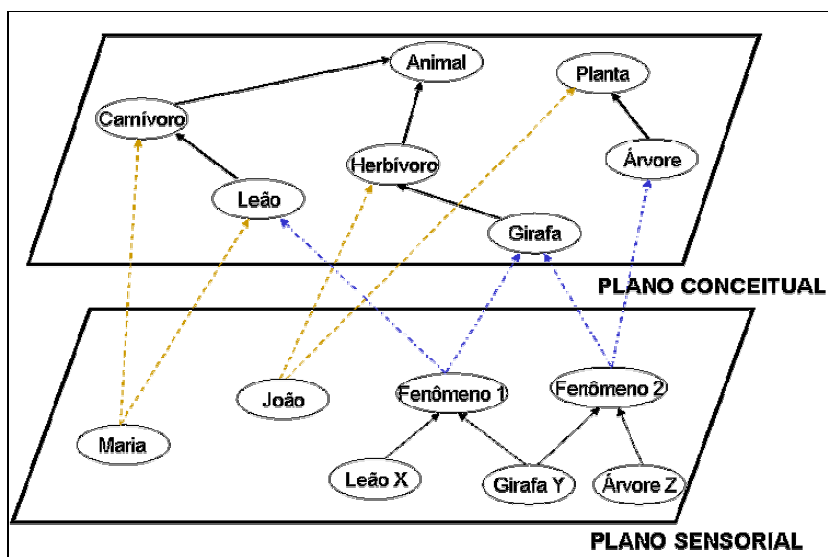 Animal
Planta
Carnívoro
Herbívoro
Árvore
Leão
Girafa
PLANO CONCEITUAL
João
Fenômeno 1
Fenômeno 2
Maria
Leão X
Girafa Y
Árvore Z
PLANO SENSORIAL